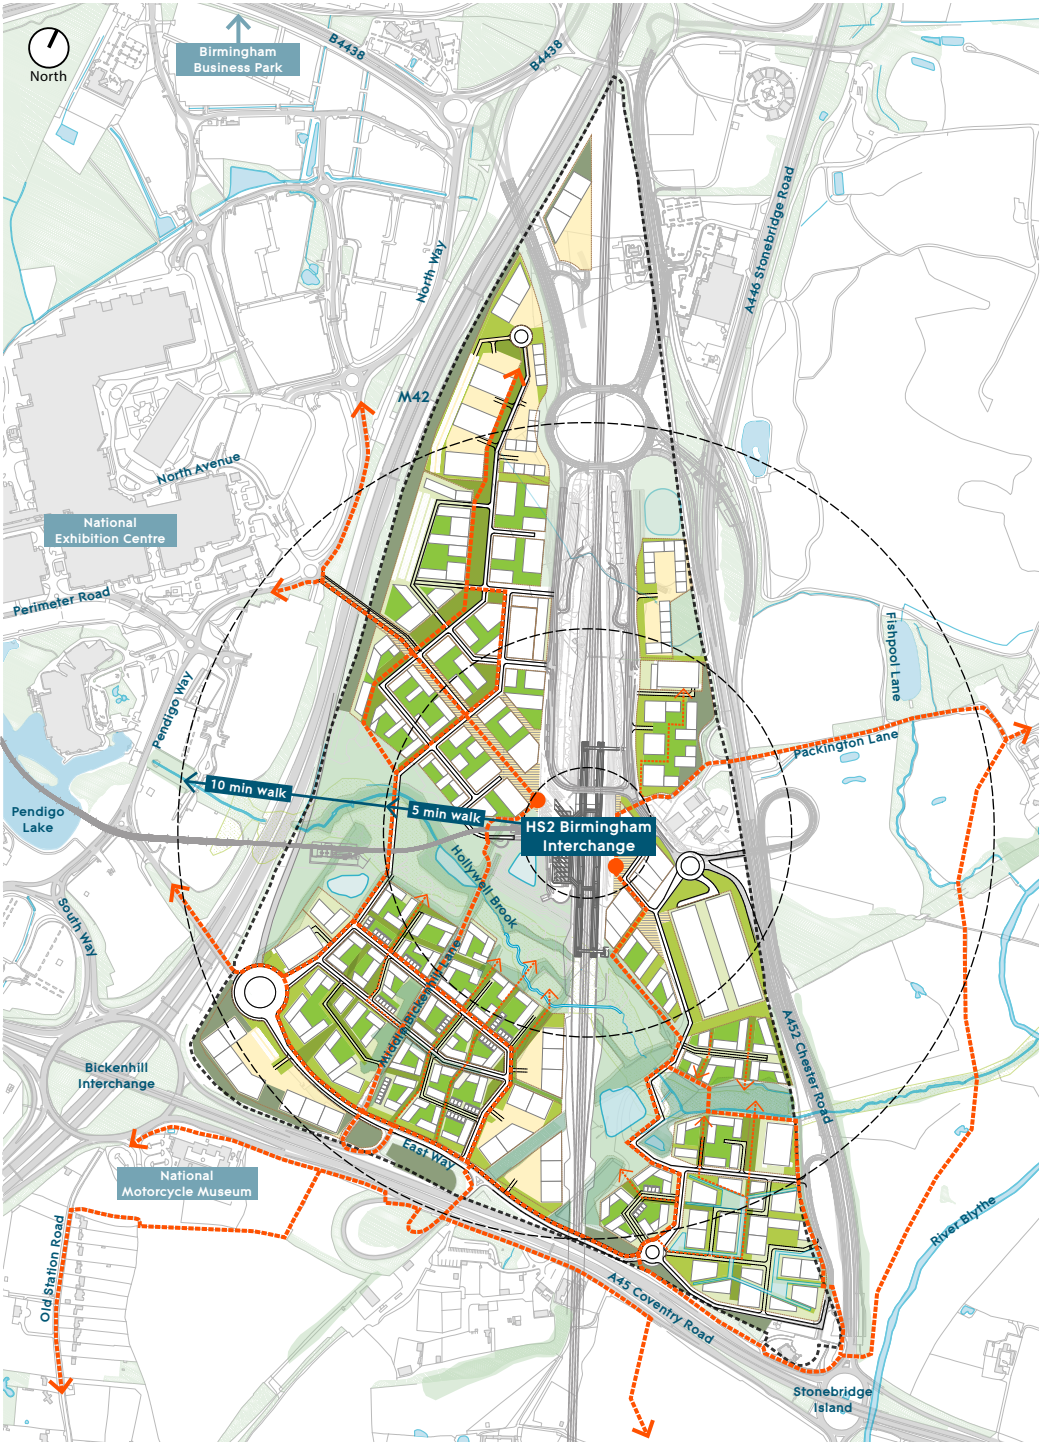 B4438
B4438
Birmingham
Business Park
North
A446 Stonebridge Road
North Way
M42
North Avenue
National
Exhibition Centre
Perimeter Road
Fishpool Lane
Pendigo Way
Packington Lane
10 min walk
5 min walk
Pendigo
Lake
HS2 Birmingham
Interchange
Hollywell Brook
South Way
Middle Bickenhill Lane
A452 Chester Road
Bickenhill
Interchange
East Way
National
Motorcycle Museum
River Blythe
Old Station Road
A45 Coventry Road
Stonebridge
Island